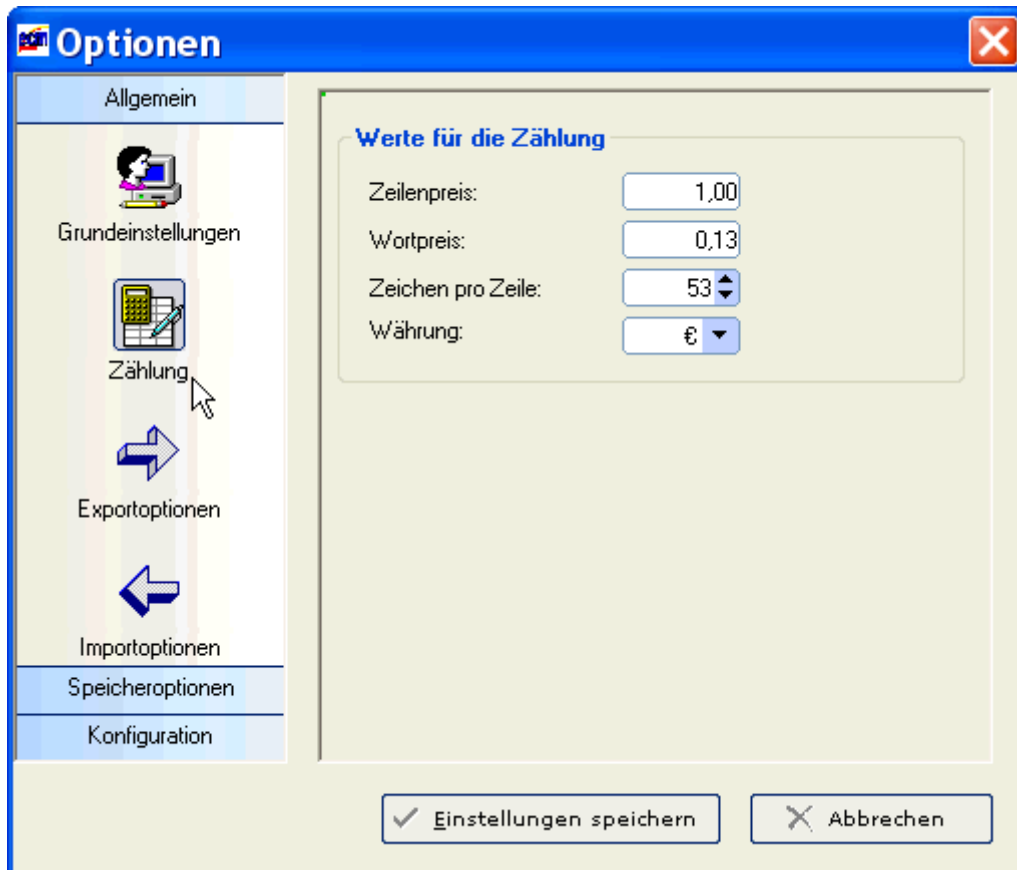 Optionen
Allgemein
Grundeinstellungen
Zählung
Exportoptionen
Importoptionen
Speicheroptionen
Konfiguration
Werte für die Zählung
Zeilenpreis: 1,00
Wortpreis: 0,13
Zeichen pro Zeile: 53
Währung: €
Einstellungen speichern
Abbrechen